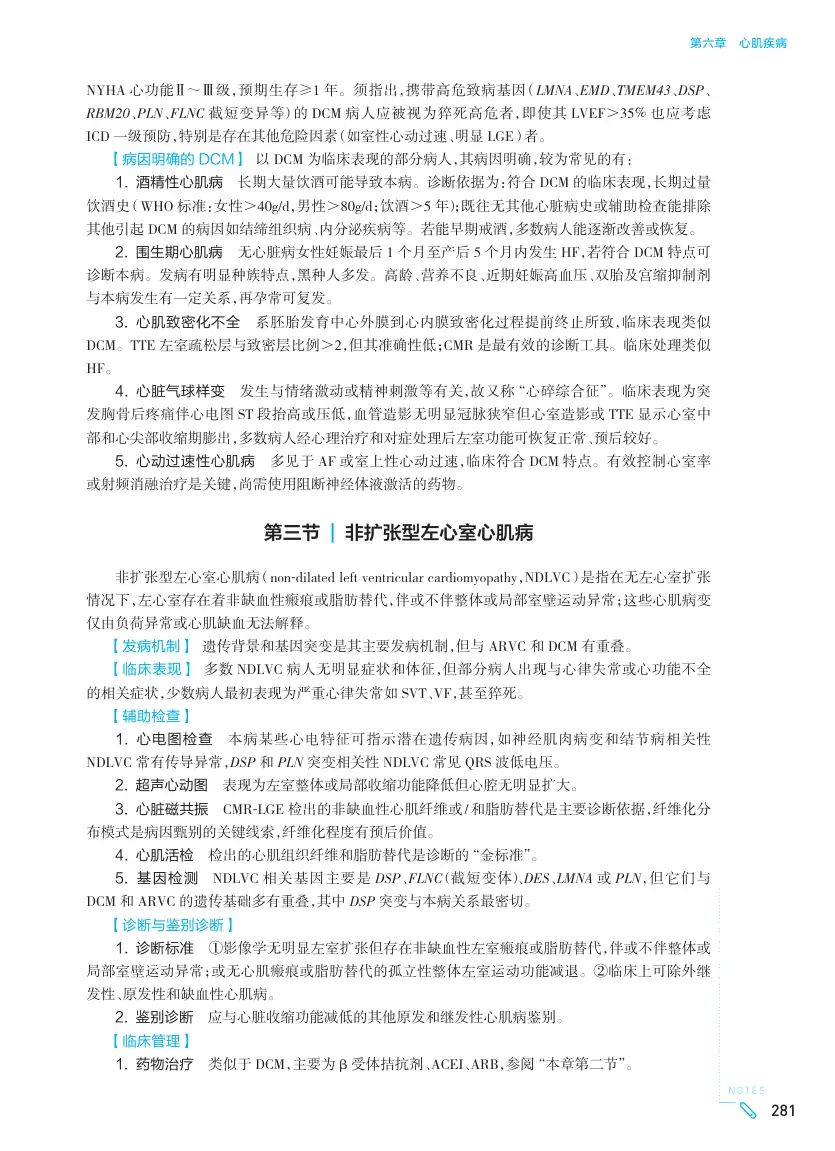 第六章 心肌疾病
NYHA 心功能Ⅱ～Ⅲ级,预期生存≥1 年。须指出,携带高危致病基因(LMNA、EMD、TMEM43、DSP、
RBM20、PLN、FLNC 截短变异等)的 DCM 病人应被视为猝死高危者,即使其 LVEF＞35% 也应考虑
ICD 一级预防,特别是存在其他危险因素(如室性心动过速、明显 LGE)者。
【病因明确的 DCM】 以 DCM 为临床表现的部分病人,其病因明确,较为常见的有:
1. 酒精性心肌病 长期大量饮酒可能导致本病。诊断依据为:符合 DCM 的临床表现,长期过量
饮酒史(WHO 标准:女性＞40g/d,男性＞80g/d;饮酒＞5 年);既往无其他心脏病史或辅助检查能排除
其他引起 DCM 的病因如结缔组织病、内分泌疾病等。若能早期戒酒,多数病人能逐渐改善或恢复。
2. 围生期心肌病 无心脏病女性妊娠最后 1 个月至产后 5 个月内发生 HF,若符合 DCM 特点可
诊断本病。发病有明显种族特点,黑种人多发。高龄、营养不良、近期妊娠高血压、双胎及宫缩抑制剂
与本病发生有一定关系,再孕常可复发。
3. 心肌致密化不全 系胚胎发育中心外膜到心内膜致密化过程提前终止所致,临床表现类似
DCM。TTE 左室疏松层与致密层比例＞2,但其准确性低;CMR 是最有效的诊断工具。临床处理类似
HF。
4. 心脏气球样变 发生与情绪激动或精神刺激等有关,故又称“心碎综合征”。临床表现为突
发胸骨后疼痛伴心电图 ST 段抬高或压低,血管造影无明显冠脉狭窄但心室造影或 TTE 显示心室中
部和心尖部收缩期膨出,多数病人经心理治疗和对症处理后左室功能可恢复正常、预后较好。
5. 心动过速性心肌病 多见于 AF 或室上性心动过速,临床符合 DCM 特点。有效控制心室率
或射频消融治疗是关键,尚需使用阻断神经体液激活的药物。
第三节 | 非扩张型左心室心肌病
非扩张型左心室心肌病(non-dilated left ventricular cardiomyopathy,NDLVC)是指在无左心室扩张
情况下,左心室存在着非缺血性瘢痕或脂肪替代,伴或不伴整体或局部室壁运动异常;这些心肌病变
仅由负荷异常或心肌缺血无法解释。
【发病机制】 遗传背景和基因突变是其主要发病机制,但与 ARVC 和 DCM 有重叠。
【临床表现】 多数 NDLVC 病人无明显症状和体征,但部分病人出现与心律失常或心功能不全
的相关症状,少数病人最初表现为严重心律失常如 SVT、VF,甚至猝死。
【辅助检查】
1. 心电图检查 本病某些心电特征可指示潜在遗传病因,如神经肌肉病变和结节病相关性
NDLVC 常有传导异常,DSP 和 PLN 突变相关性 NDLVC 常见 QRS 波低电压。
2. 超声心动图 表现为左室整体或局部收缩功能降低但心腔无明显扩大。
3. 心脏磁共振 CMR-LGE 检出的非缺血性心肌纤维或/和脂肪替代是主要诊断依据,纤维化分
布模式是病因甄别的关键线索,纤维化程度有预后价值。
4. 心肌活检 检出的心肌组织纤维和脂肪替代是诊断的“金标准”。
5. 基因检测 NDLVC 相关基因主要是 DSP、FLNC(截短变体)、DES、LMNA 或 PLN,但它们与
DCM 和 ARVC 的遗传基础多有重叠,其中 DSP 突变与本病关系最密切。
【诊断与鉴别诊断】
1. 诊断标准 ①影像学无明显左室扩张但存在非缺血性左室瘢痕或脂肪替代,伴或不伴整体或
局部室壁运动异常;或无心肌瘢痕或脂肪替代的孤立性整体左室运动功能减退。②临床上可除外继
发性、原发性和缺血性心肌病。
2. 鉴别诊断 应与心脏收缩功能减低的其他原发和继发性心肌病鉴别。
【临床管理】
1. 药物治疗 类似于 DCM,主要为 β 受体拮抗剂、ACEI、ARB,参阅“本章第二节”。
NOTES
281